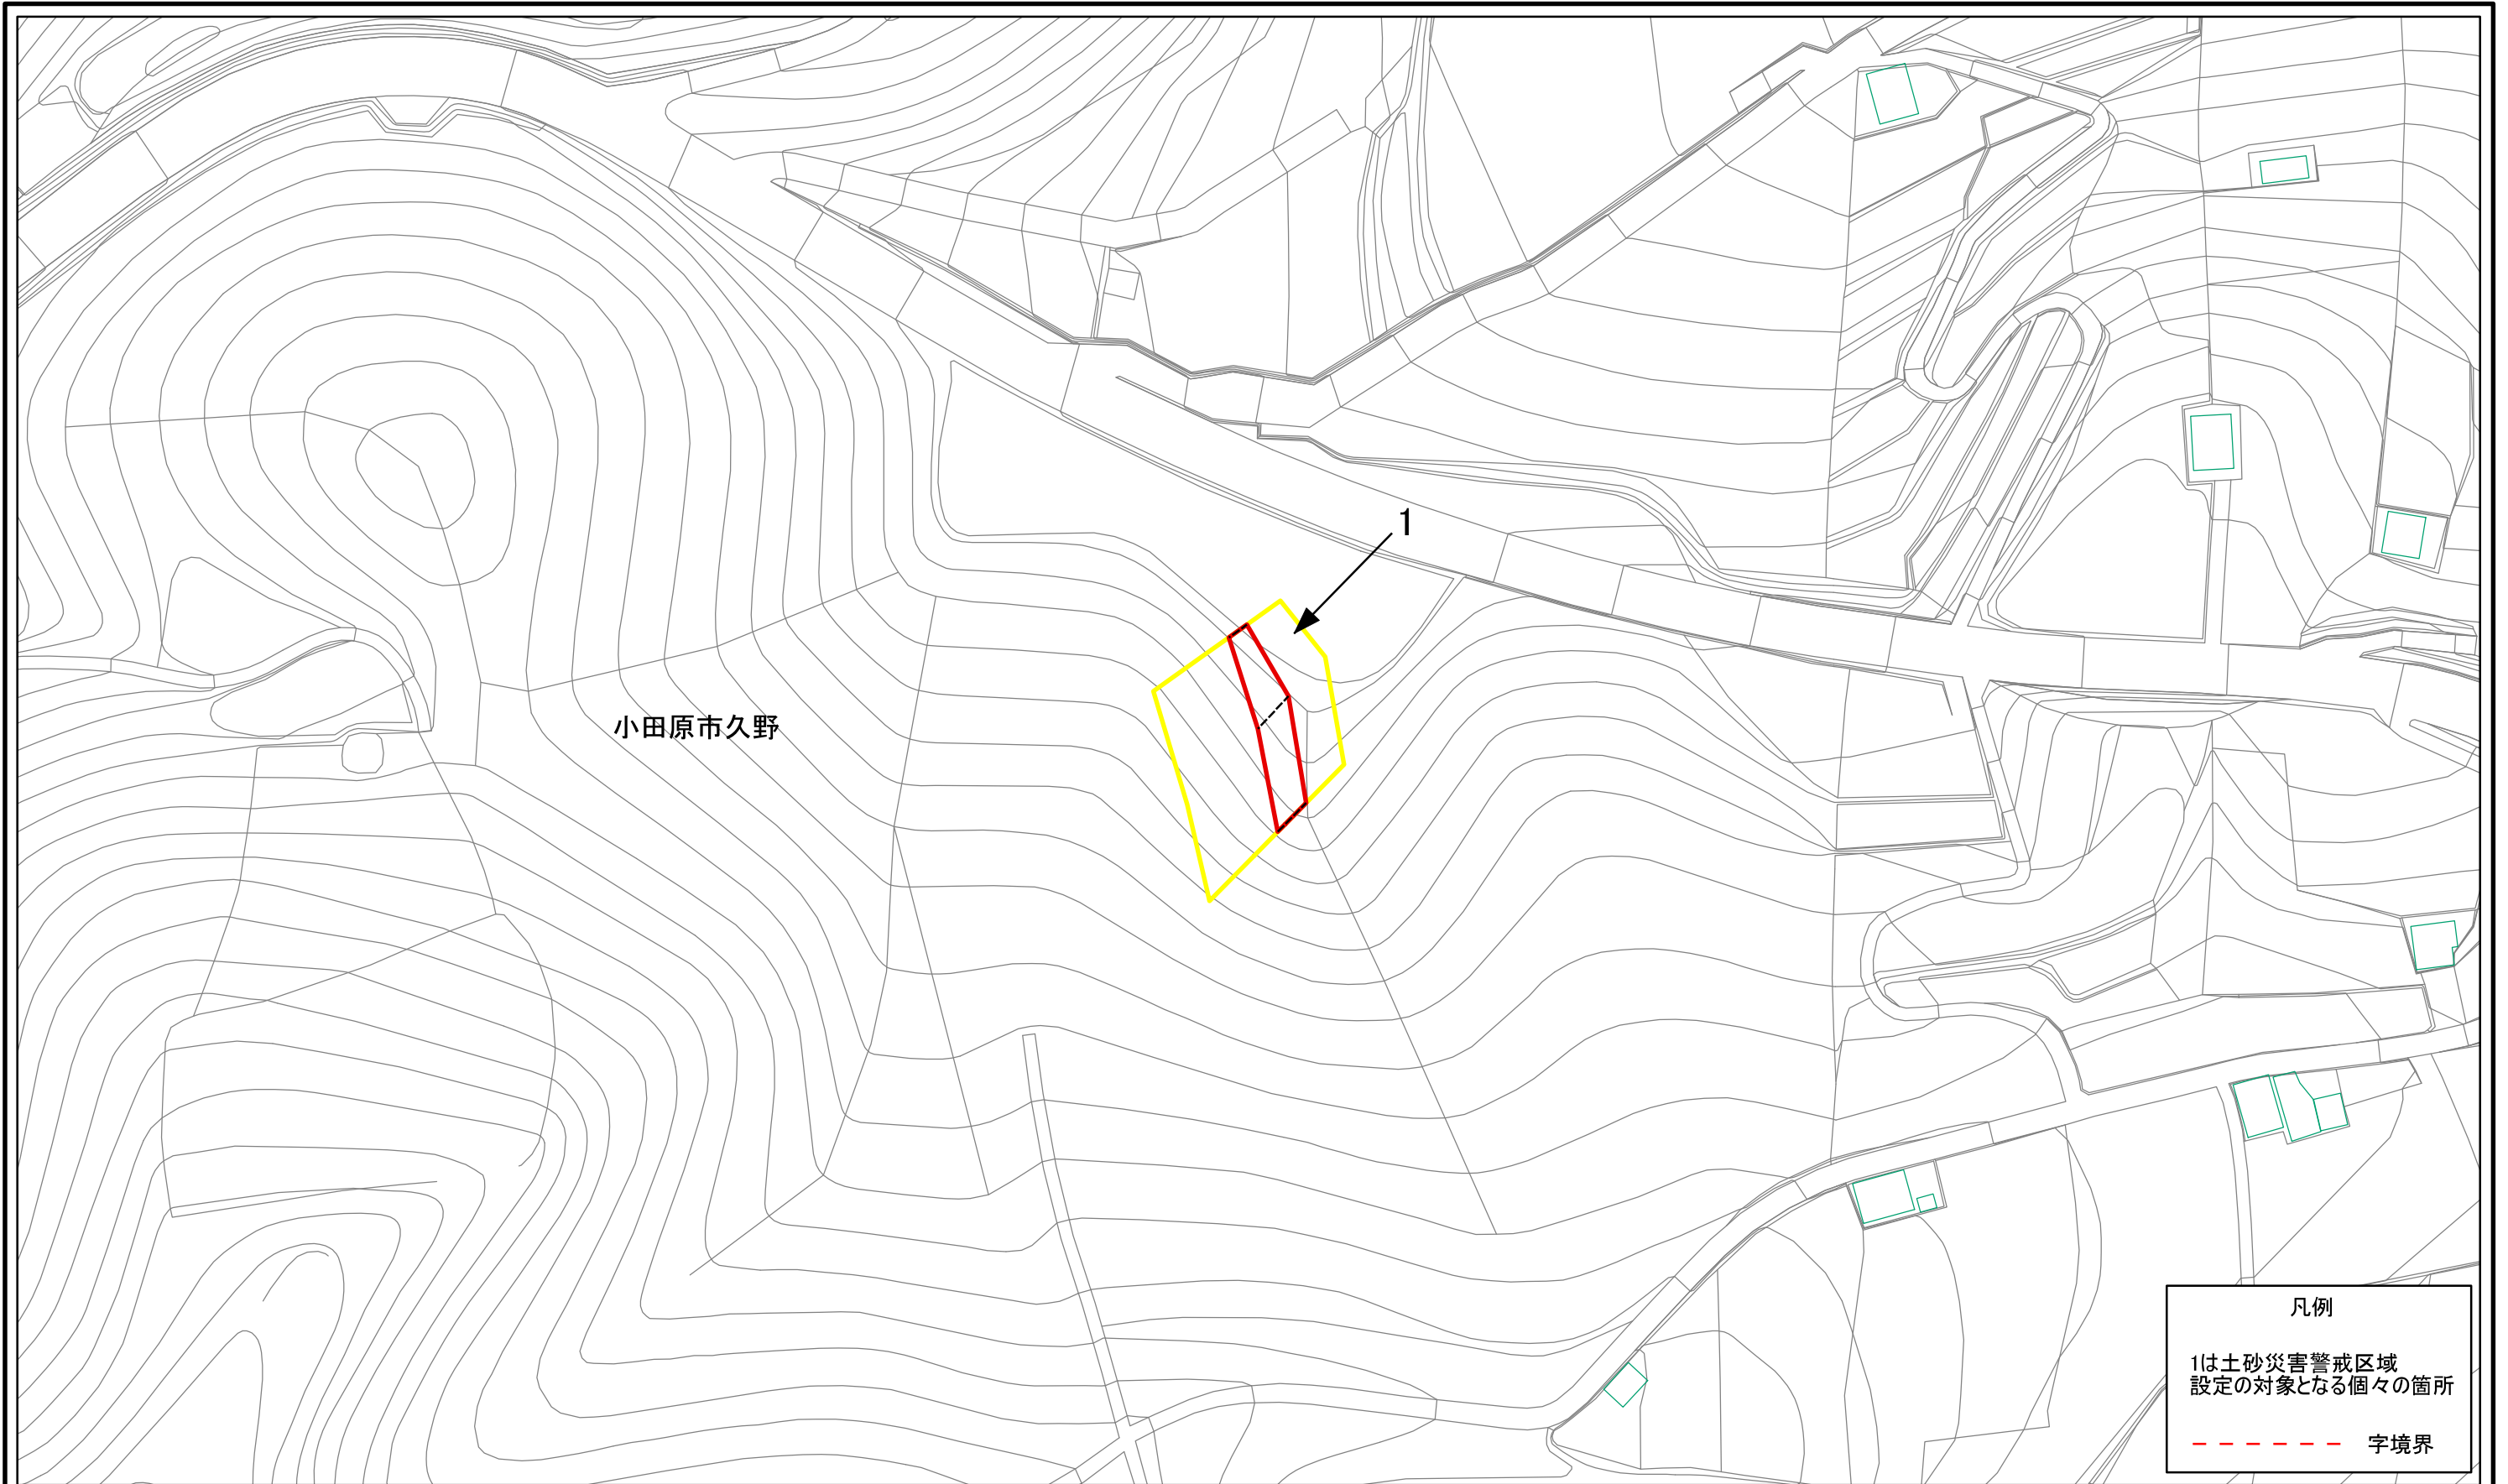 1
小田原市久野
凡例
1は土砂災害警戒区域
設定の対象となる個々の箇所
字境界